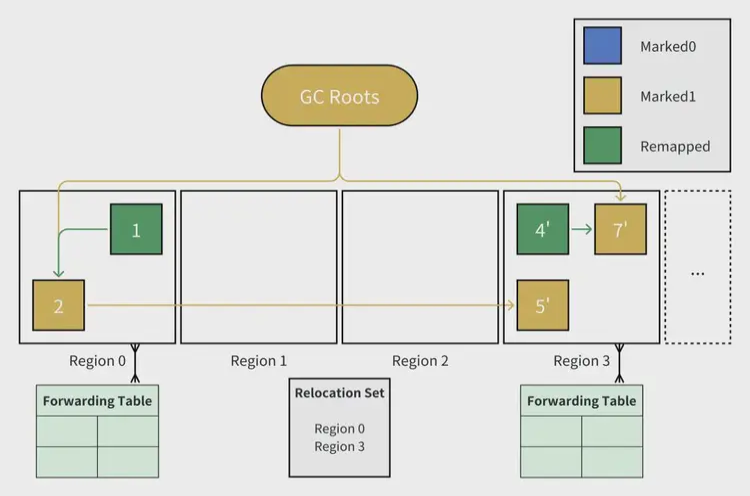 Marked0
Marked1
Remapped
GC Roots
1
4'
7'
...
2
5'
Region 0
Region 1
Region 2
Region 3
Forwarding Table
Relocation Set
Region 0
Region 3
Forwarding Table